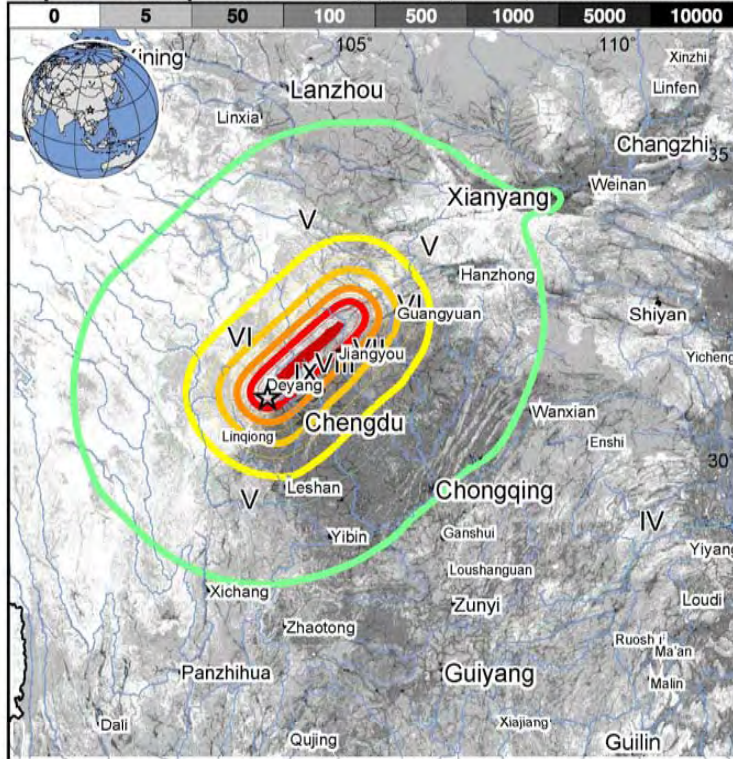 0 5 50 100 500 1000 5000 10000
105° 110°
Xining
Xinzhi
Lanzhou
Linfen
Linxia
Changzhi
35°
Weinan
Xianyang
V
V
Hanzhong
VI
Guangyuan
Shiyan
VI
VII
Jiangyou
Yicheng
VIII
IX
Deyang
Wanxian
Chengdu
Linqiong
Enshi
30°
Leshan
Chongqing
V
IV
Yibin
Ganshui
Yiyang
Loushanguan
Xichang
Loudi
Zunyi
Zhaotong
Ma'an
Panzhihua
Guiyang
Malin
Dali
Xiajiang
Qujing
Guilin